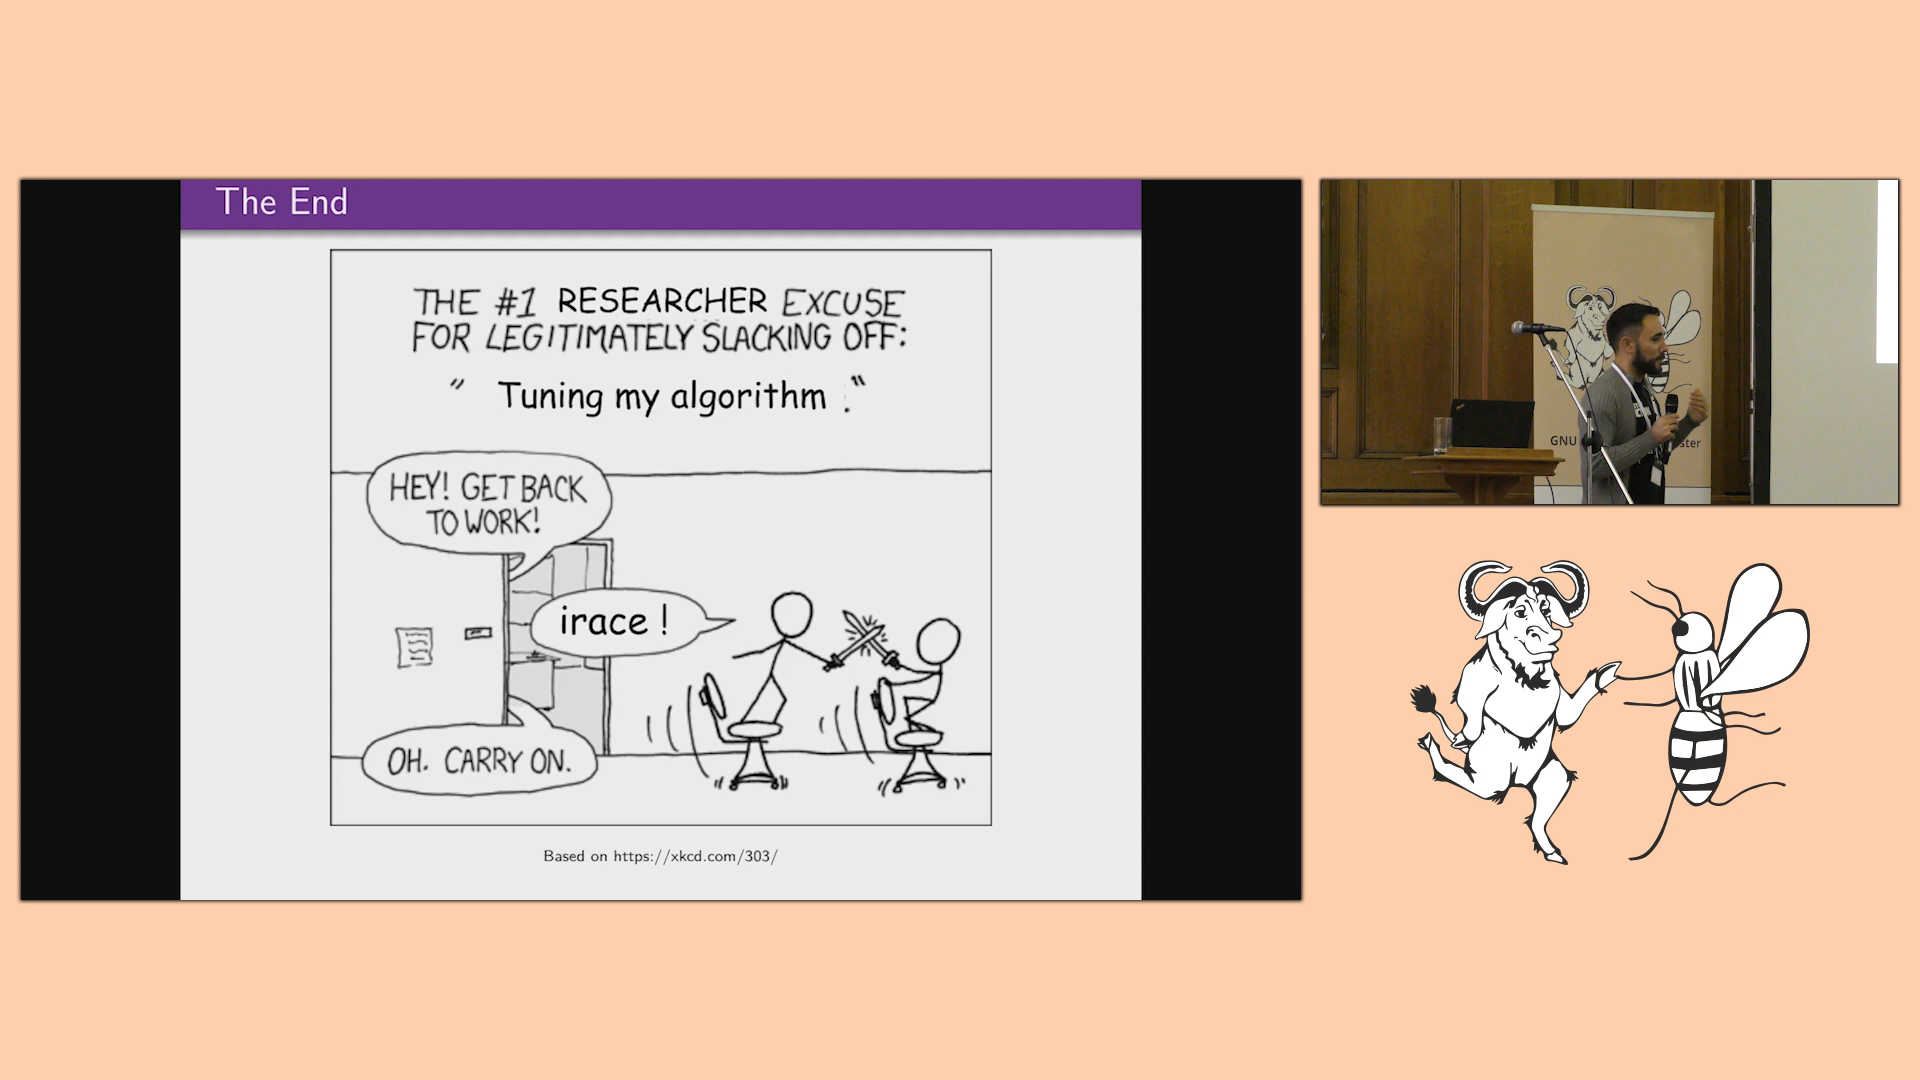 The End
THE #1 RESEARCHER EXCUSE
FOR LEGITIMATELY SLACKING OFF:
" Tuning my algorithm ."
HEY! GET BACK
TO WORK!
irace !
OH. CARRY ON.
Based on https://xkcd.com/303/
GNU
ster